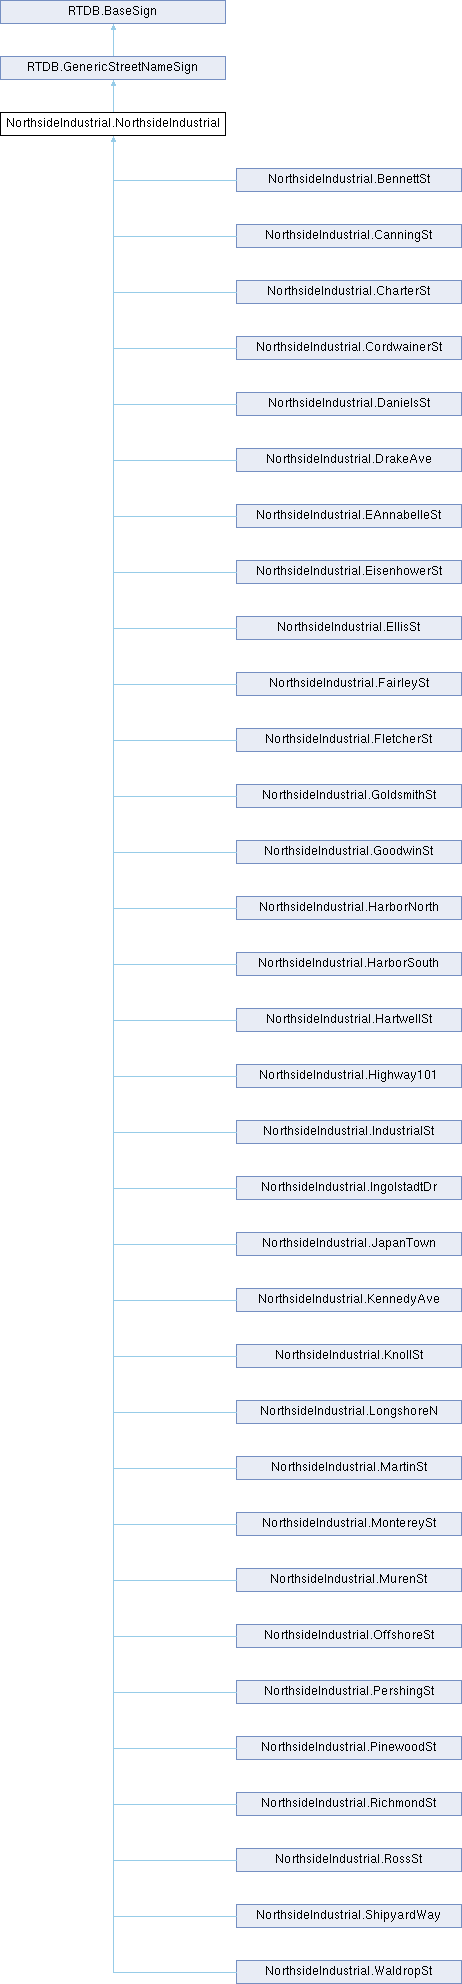 RTDB.BaseSign
RTDB.GenericStreetNameSign
NorthsideIndustrial.NorthsideIndustrial
NorthsideIndustrial.BennettSt
NorthsideIndustrial.CanningSt
NorthsideIndustrial.CharterSt
NorthsideIndustrial.CordwainerSt
NorthsideIndustrial.DanielsSt
NorthsideIndustrial.DrakeAve
NorthsideIndustrial.EAnnabelleSt
NorthsideIndustrial.EisenhowerSt
NorthsideIndustrial.EllisSt
NorthsideIndustrial.FairleySt
NorthsideIndustrial.FletcherSt
NorthsideIndustrial.GoldsmithSt
NorthsideIndustrial.GoodwinSt
NorthsideIndustrial.HarborNorth
NorthsideIndustrial.HarborSouth
NorthsideIndustrial.HartwellSt
NorthsideIndustrial.Highway101
NorthsideIndustrial.IndustrialSt
NorthsideIndustrial.IngolstadtDr
NorthsideIndustrial.JapanTown
NorthsideIndustrial.KennedyAve
NorthsideIndustrial.KnollSt
NorthsideIndustrial.LongshoreN
NorthsideIndustrial.MartinSt
NorthsideIndustrial.MontereySt
NorthsideIndustrial.MurenSt
NorthsideIndustrial.OffshoreSt
NorthsideIndustrial.PershingSt
NorthsideIndustrial.PinewoodSt
NorthsideIndustrial.RichmondSt
NorthsideIndustrial.RossSt
NorthsideIndustrial.ShipyardWay
NorthsideIndustrial.WaldropSt